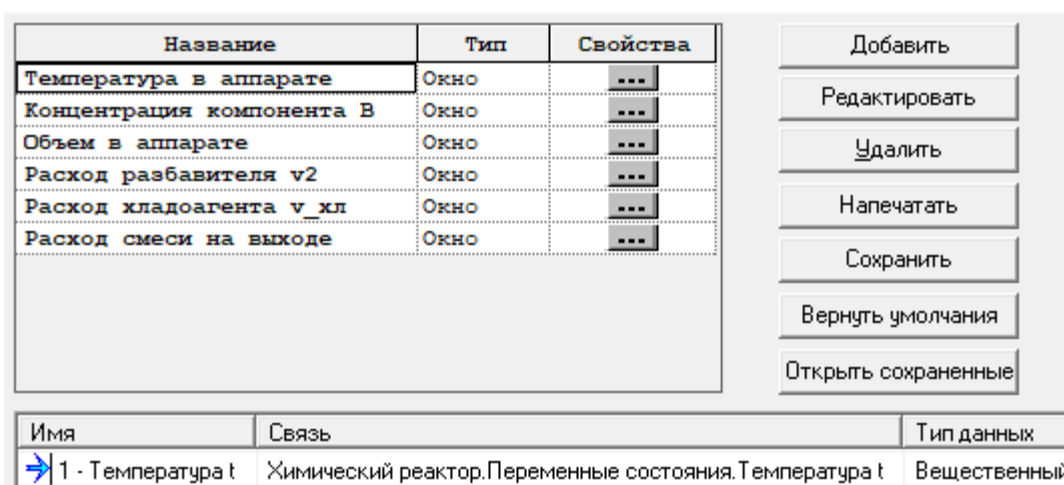 Название Тип Свойства
Температура в аппарате Окно ...
Концентрация компонента В Окно ...
Объем в аппарате Окно ...
Расход разбавителя v2 Окно ...
Расход хладоагента v_хл Окно ...
Расход смеси на выходе Окно ...
Добавить
Редактировать
Удалить
Напечатать
Сохранить
Вернуть умолчания
Открыть сохраненные
Имя Связь Тип данных
1 - Температура t Химический реактор.Переменные состояния.Температура t Вещественный